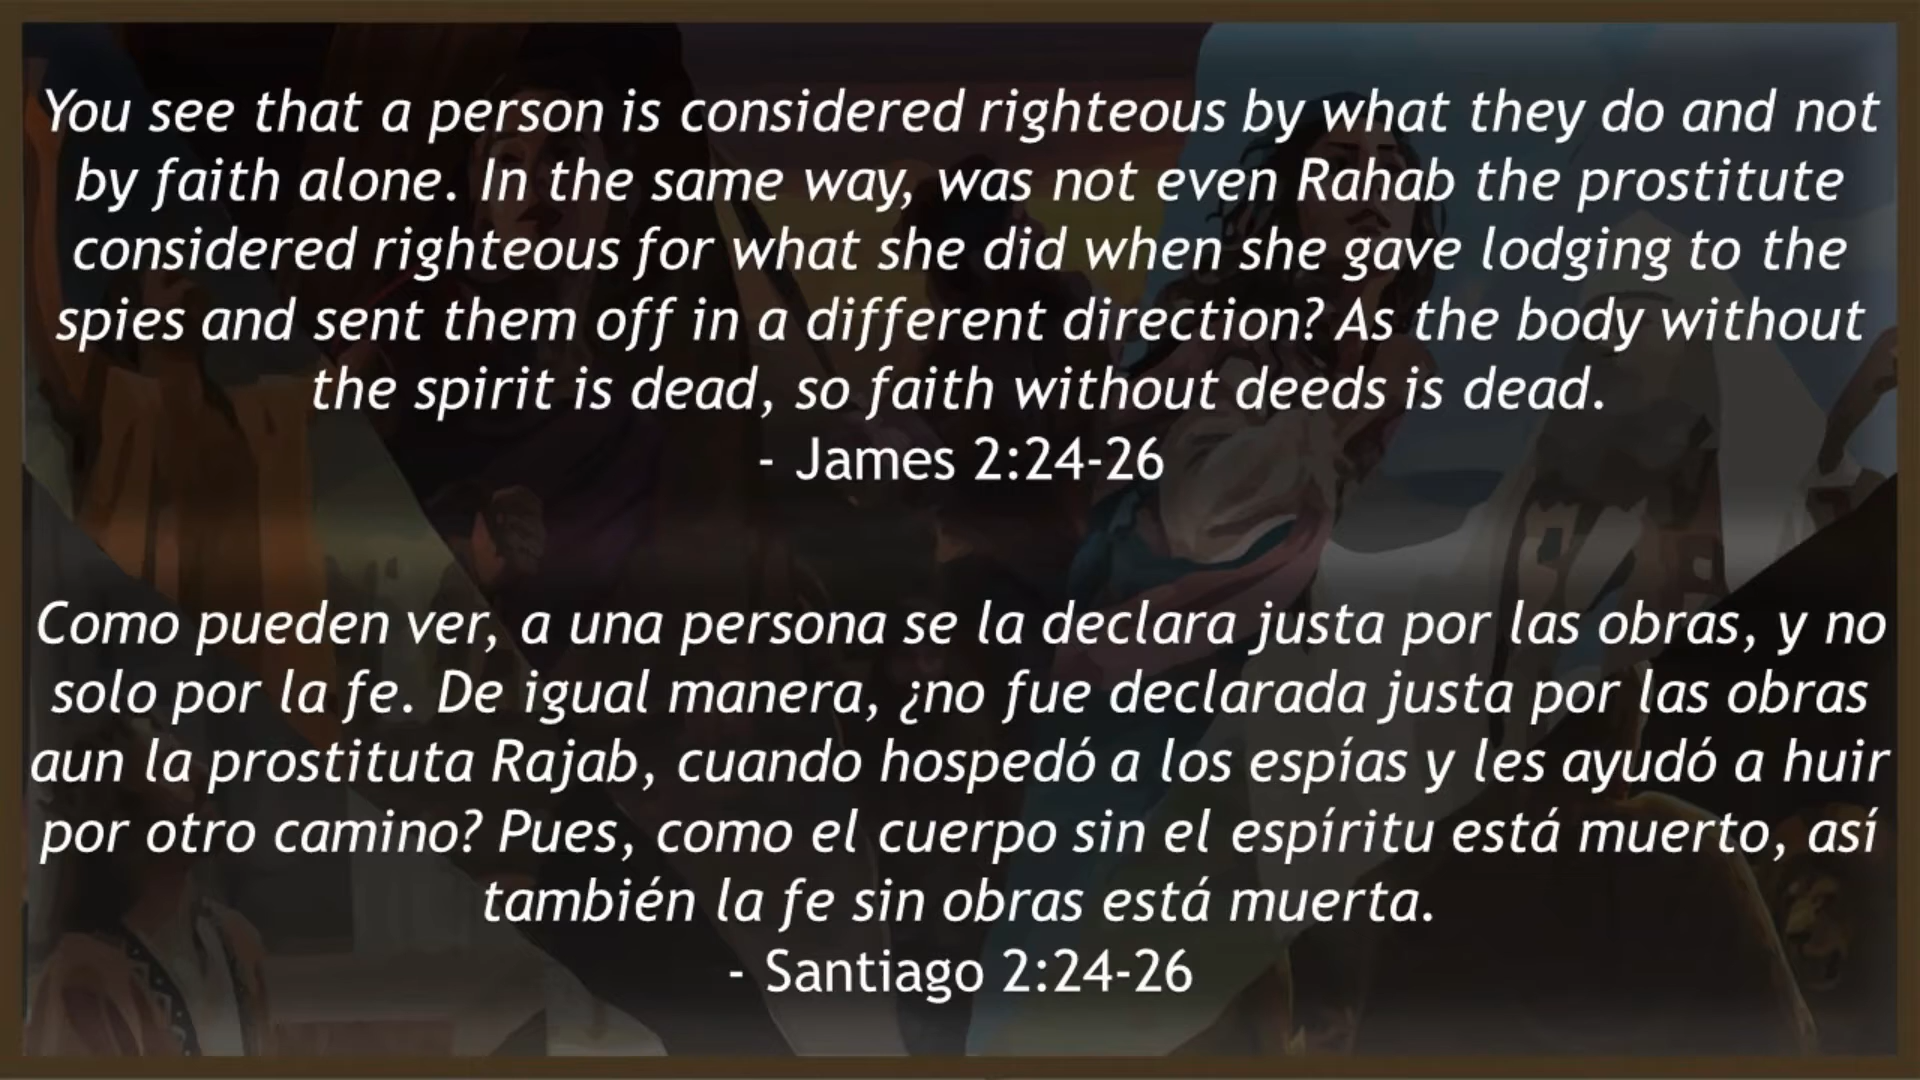 You see that a person is considered righteous by what they do and not
by faith alone. In the same way, was not even Rahab the prostitute
considered righteous for what she did when she gave lodging to the
spies and sent them off in a different direction? As the body without
the spirit is dead, so faith without deeds is dead.
- James 2:24-26
Como pueden ver, a una persona se la declara justa por las obras, y no
solo por la fe. De igual manera, ¿no fue declarada justa por las obras
aun la prostituta Rajab, cuando hospedó a los espías y les ayudó a huir
por otro camino? Pues, como el cuerpo sin el espíritu está muerto, así
también la fe sin obras está muerta.
- Santiago 2:24-26